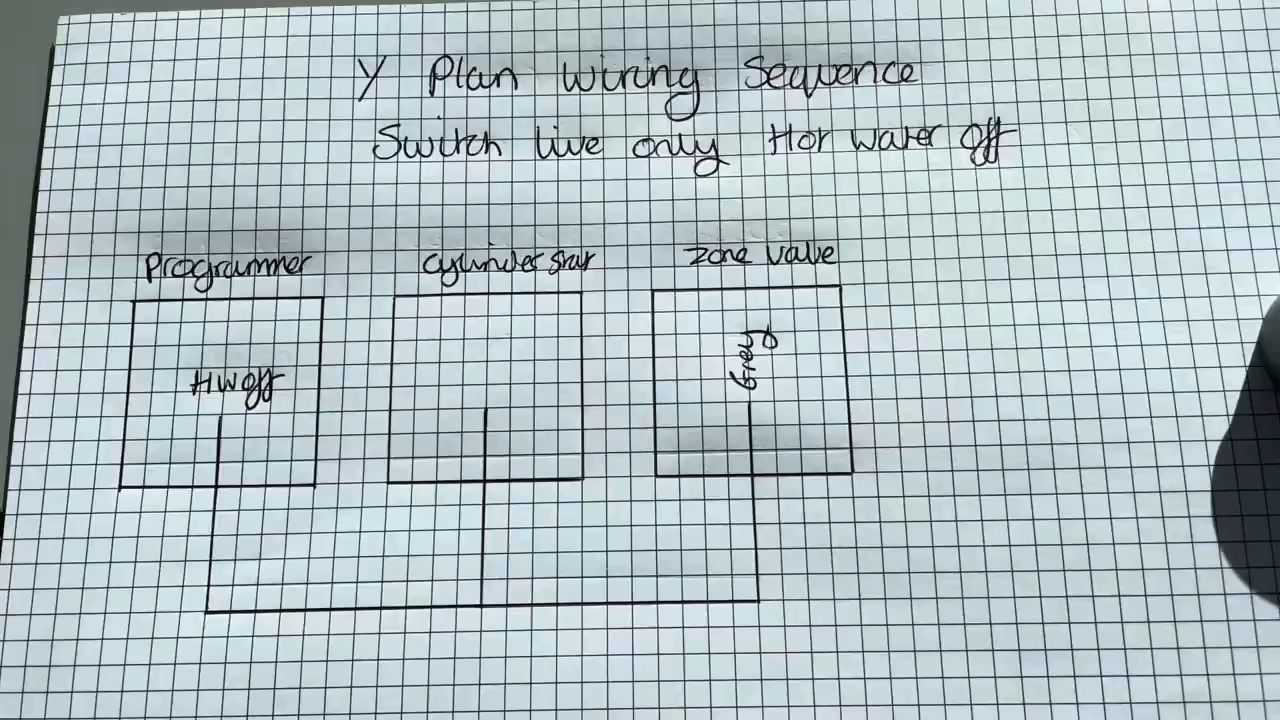 Y Plan wiring Sequence
Switch live only Hot water off
programmer
cylinder stat
zone valve
HW off
Grey